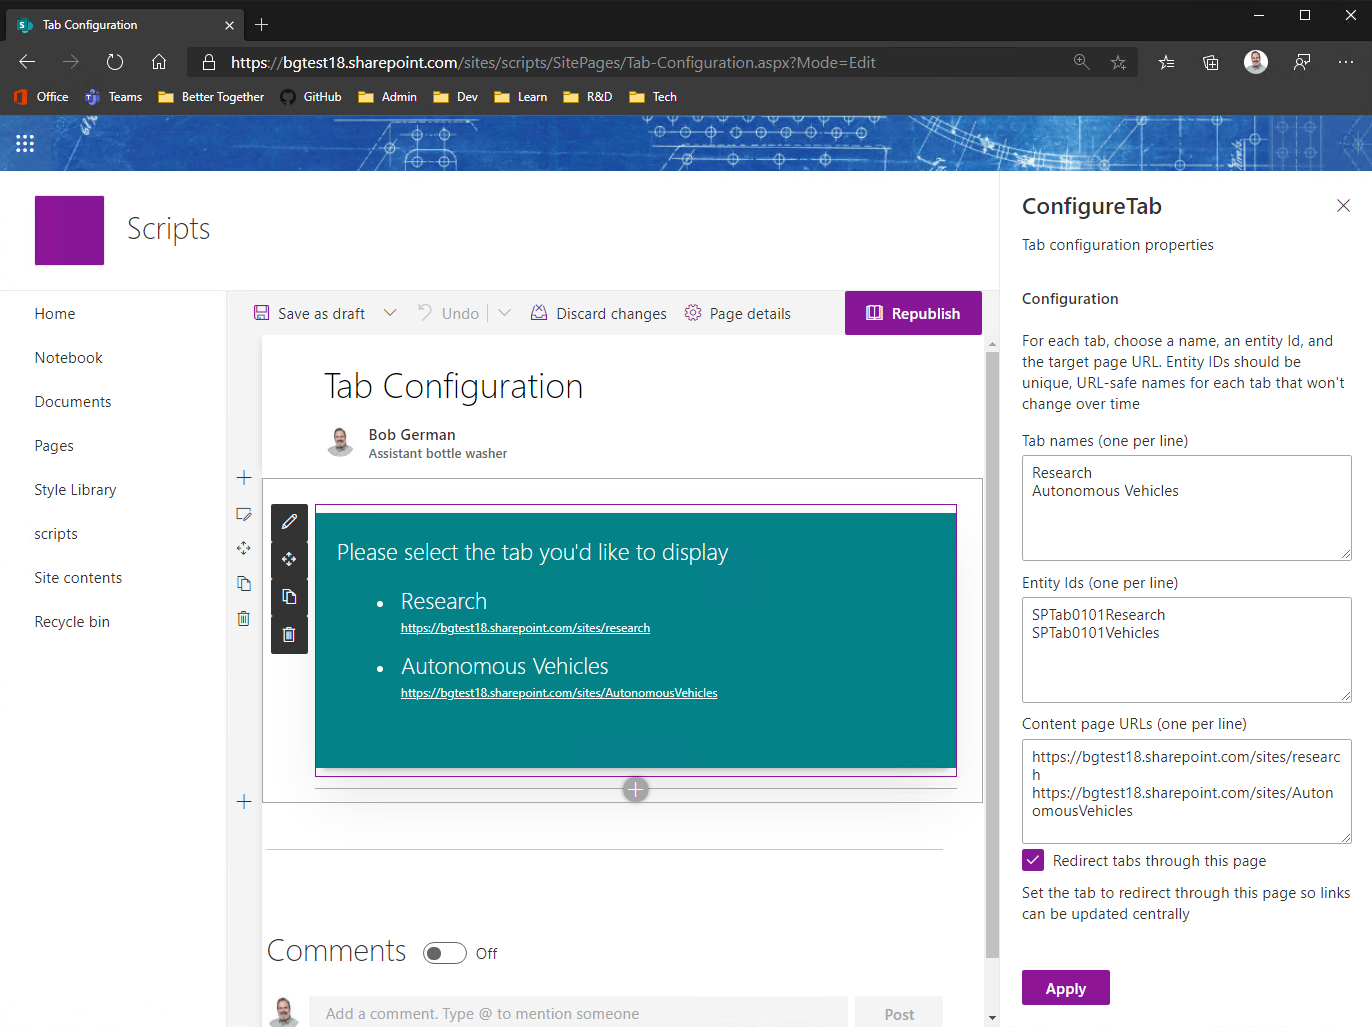 Tab Configuration
https://bgtest18.sharepoint.com/sites/scripts/SitePages/Tab-Configuration.aspx?Mode=Edit
Office Teams Better Together GitHub Admin Dev Learn R&D Tech
Scripts
Home
Notebook
Documents
Pages
Style Library
scripts
Site contents
Recycle bin
Save as draft Undo Discard changes Page details Republish
Tab Configuration
Bob German
Assistant bottle washer
Please select the tab you'd like to display
Research
https://bgtest18.sharepoint.com/sites/research
Autonomous Vehicles
https://bgtest18.sharepoint.com/sites/AutonomousVehicles
Comments Off
Add a comment. Type @ to mention someone Post
ConfigureTab
Tab configuration properties
Configuration
For each tab, choose a name, an entity Id, and
the target page URL. Entity IDs should be
unique, URL-safe names for each tab that won't
change over time
Tab names (one per line)
Research
Autonomous Vehicles
Entity Ids (one per line)
SPTab0101Research
SPTab0101Vehicles
Content page URLs (one per line)
https://bgtest18.sharepoint.com/sites/researc
h
https://bgtest18.sharepoint.com/sites/Auton
omousVehicles
Redirect tabs through this page
Set the tab to redirect through this page so links
can be updated centrally
Apply